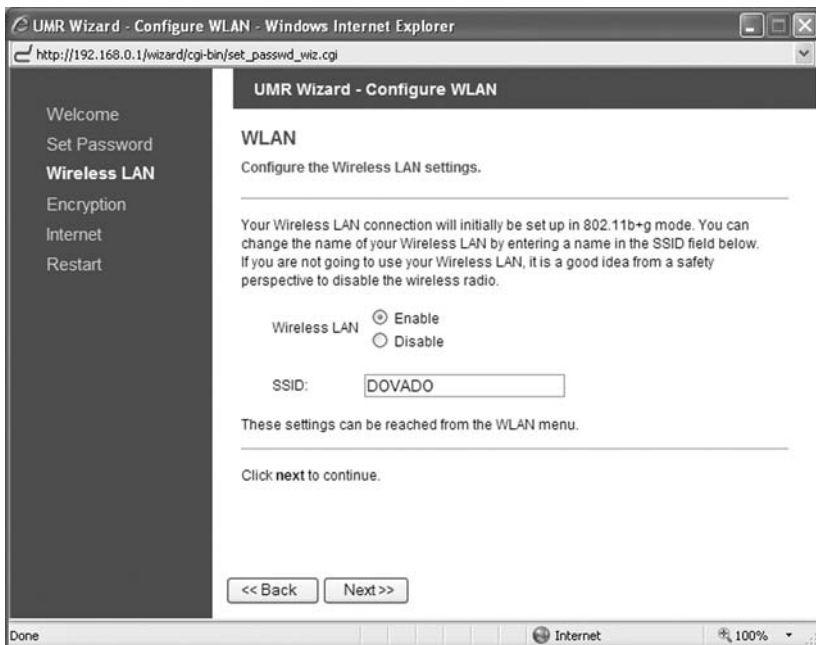 UMR Wizard - Configure WLAN - Windows Internet Explorer
http://192.168.0.1/wizard/cgi-bin/set_passwd_wiz.cgi
Welcome
Set Password
Wireless LAN
Encryption
Internet
Restart
UMR Wizard - Configure WLAN
WLAN
Configure the Wireless LAN settings.
Your Wireless LAN connection will initially be set up in 802.11b+g mode. You can
change the name of your Wireless LAN by entering a name in the SSID field below.
If you are not going to use your Wireless LAN, it is a good idea from a safety
perspective to disable the wireless radio.
Wireless LAN
Enable
Disable
SSID:
DOVADO
These settings can be reached from the WLAN menu.
Click next to continue.
<< Back
Next>>
Done
Internet
100%